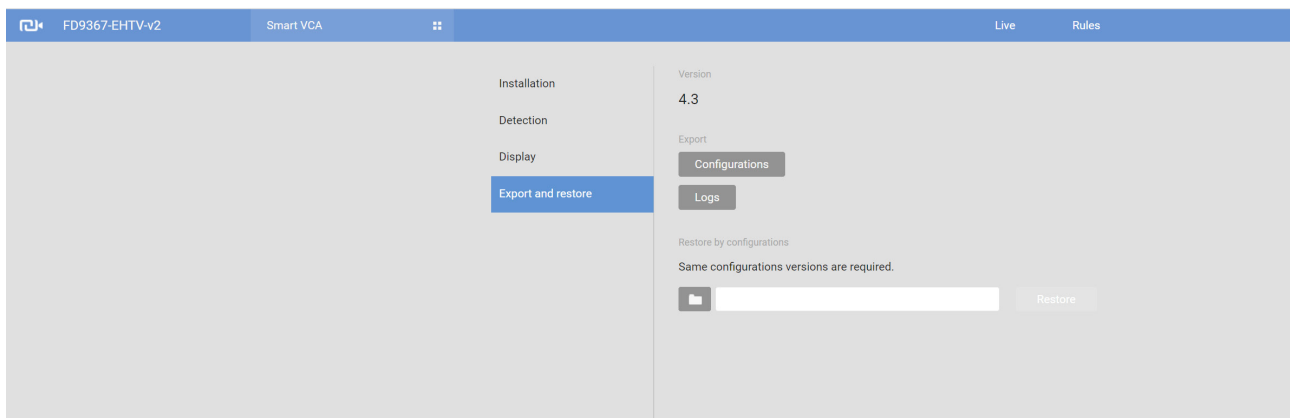 FD9367-EHTV-v2 Smart VCA Live Rules
Installation
Detection
Display
Export and restore
Version
4.3
Export
Configurations
Logs
Restore by configurations
Same configurations versions are required.
Restore